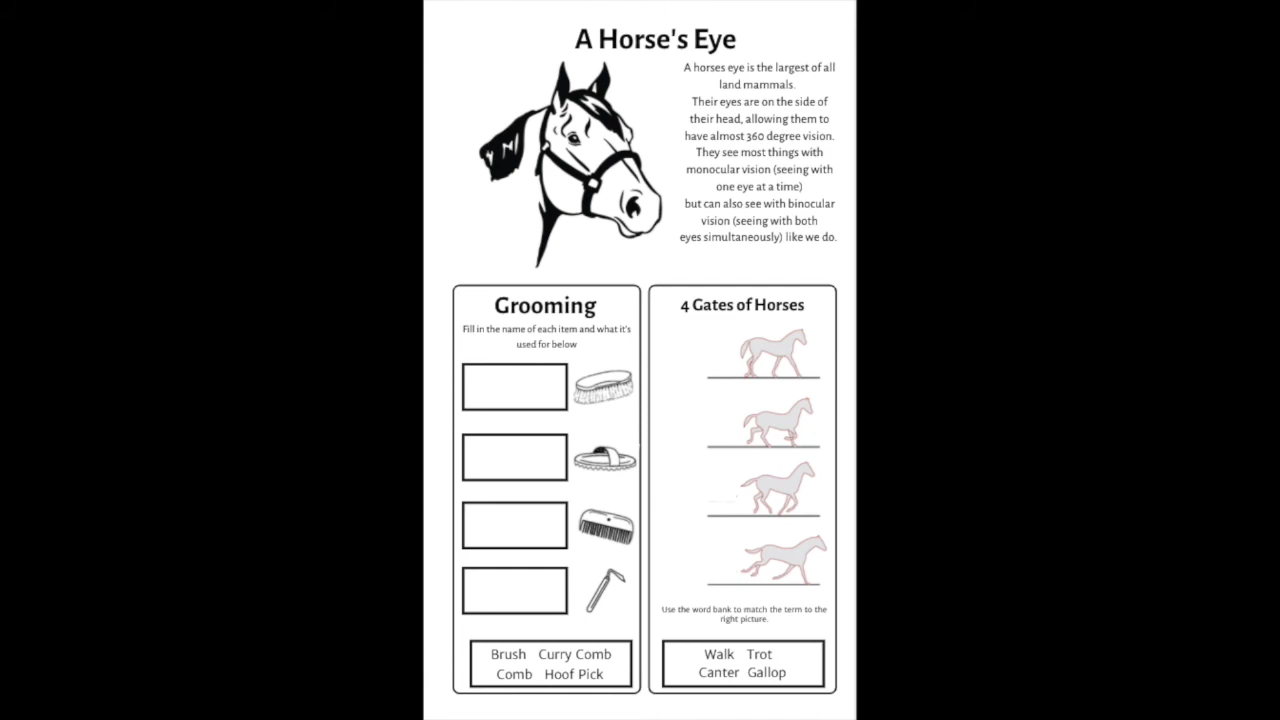 A Horse's Eye
A horses eye is the largest of all
land mammals.
Their eyes are on the side of
their head, allowing them to
have almost 360 degree vision.
They see most things with
monocular vision (seeing with
one eye at a time)
but can also see with binocular
vision (seeing with both
eyes simultaneously) like we do.
Grooming
Fill in the name of each item and what it's
used for below
Brush Curry Comb
Comb Hoof Pick
4 Gates of Horses
Use the word bank to match the term to the
right picture.
Walk Trot
Canter Gallop